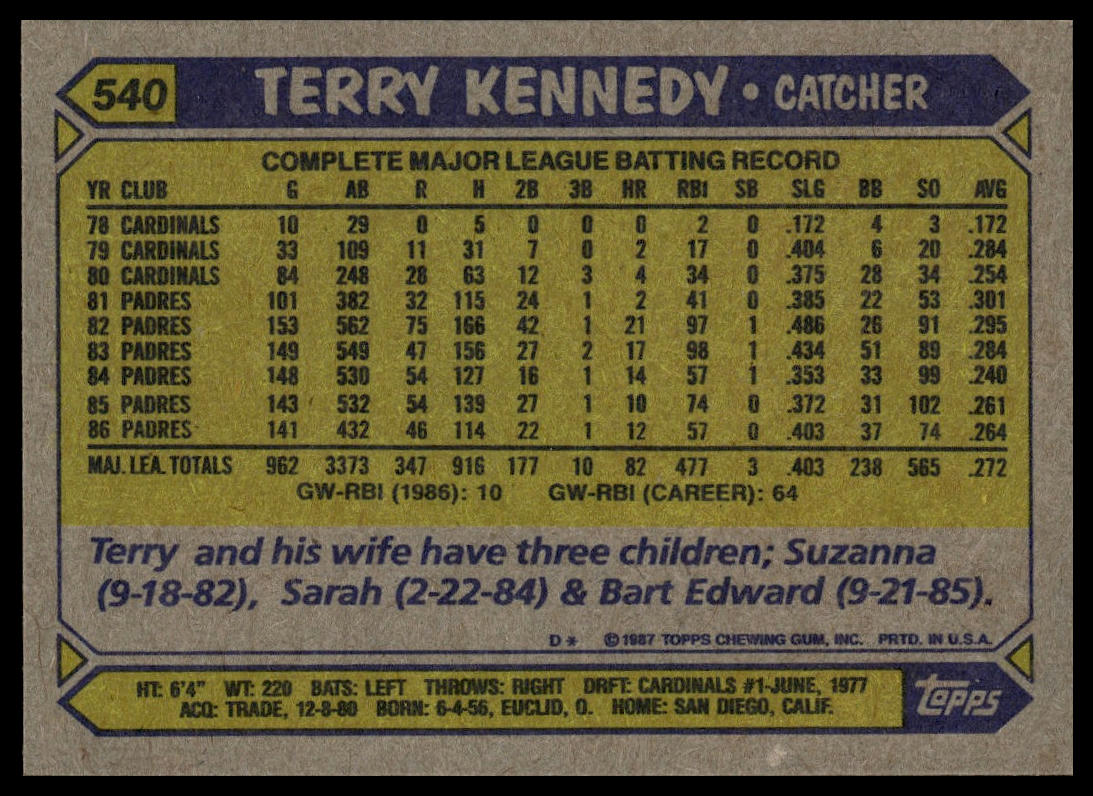 540 TERRY KENNEDY • CATCHER
COMPLETE MAJOR LEAGUE BATTING RECORD
YR CLUB G AB R H 2B 3B HR RBI SB SLG BB SO AVG
78 CARDINALS 10 29 0 5 0 0 0 2 0 .172 4 3 .172
79 CARDINALS 33 109 11 31 7 0 2 17 0 .404 6 20 .284
80 CARDINALS 84 248 28 63 12 3 4 34 0 .375 28 34 .254
81 PADRES 101 382 32 115 24 1 2 41 0 .385 22 53 .301
82 PADRES 153 562 75 166 42 1 21 97 1 .486 26 91 .295
83 PADRES 149 549 47 156 27 2 17 98 1 .434 51 89 .284
84 PADRES 148 530 54 127 16 1 14 57 1 .353 33 99 .240
85 PADRES 143 532 54 139 27 1 10 74 0 .372 31 102 .261
86 PADRES 141 432 46 114 22 1 12 57 0 .403 37 74 .264
MAJ. LEA. TOTALS 962 3373 347 916 177 10 82 477 3 .403 238 565 .272
GW-RBI (1986): 10 GW-RBI (CAREER): 64
Terry and his wife have three children; Suzanna
(9-18-82), Sarah (2-22-84) & Bart Edward (9-21-85).
D* ©1987 TOPPS CHEWING GUM, INC. PRTD. IN U.S.A.
HT: 6'4" WT: 220 BATS: LEFT THROWS: RIGHT DRFT: CARDINALS #1-JUNE, 1977
ACQ: TRADE, 12-8-80 BORN: 6-4-56, EUCLID, O. HOME: SAN DIEGO, CALIF.
Topps